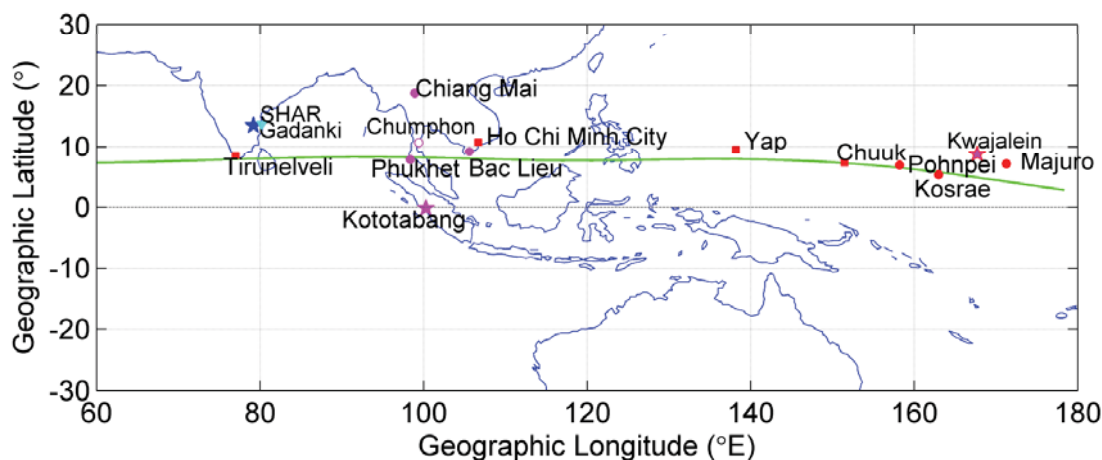 30
20
10
0
-10
-20
-30
Geographic Latitude (°)
Chiang Mai
SHAR
Gadanki
Chumphon
Ho Chi Minh City
Yap
Kwajalein
Tirunelveli
Phukhet Bac Lieu
Chuuk
Pohnpei
Majuro
Kosrae
Kototabang
60 80 100 120 140 160 180
Geographic Longitude (°E)